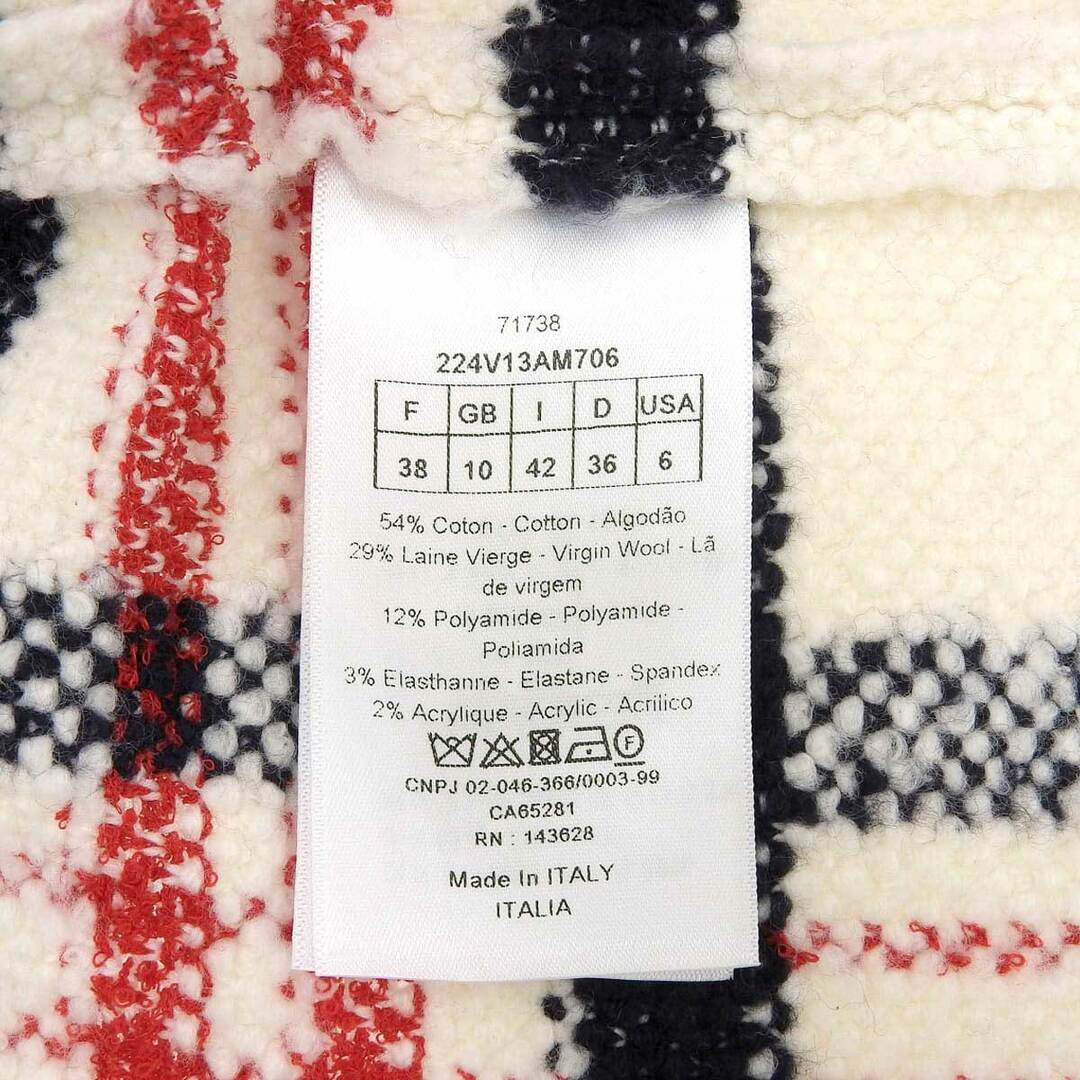 71738
224V13AM706
F GB I D USA
38 10 42 36 6
54% Coton - Cotton - Algodão
29% Laine Vierge - Virgin Wool - Lã
de virgem
12% Polyamide - Polyamide -
Poliamida
3% Elasthanne - Elastane - Spandex
2% Acrylique - Acrylic - Acrilico
F
CNPJ 02-046-366/0003-99
CA65281
RN : 143628
Made In ITALY
ITALIA